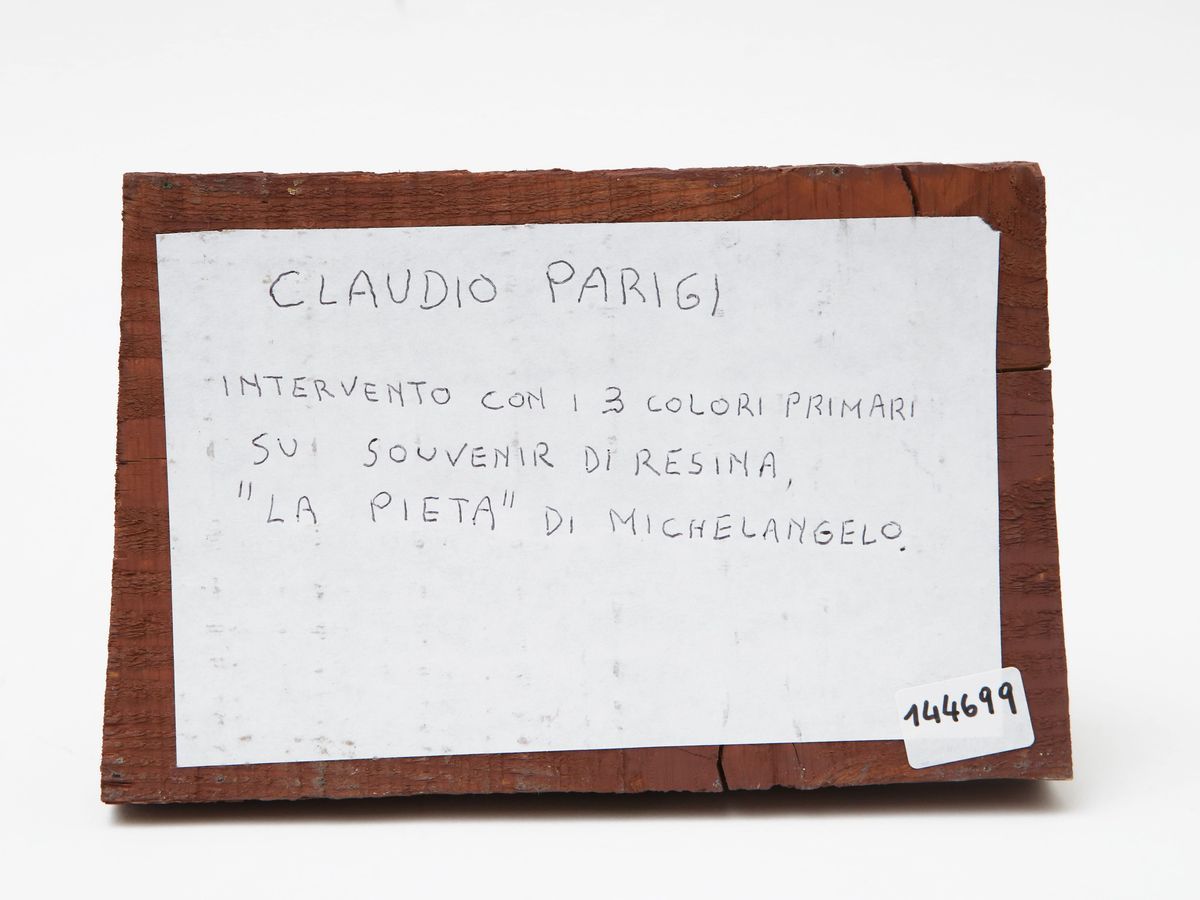 CLAUDIO PARIGI
INTERVENTO CON I 3 COLORI PRIMARI
SU SOUVENIR DI RESINA,
"LA PIETA" DI MICHELANGELO.
144699